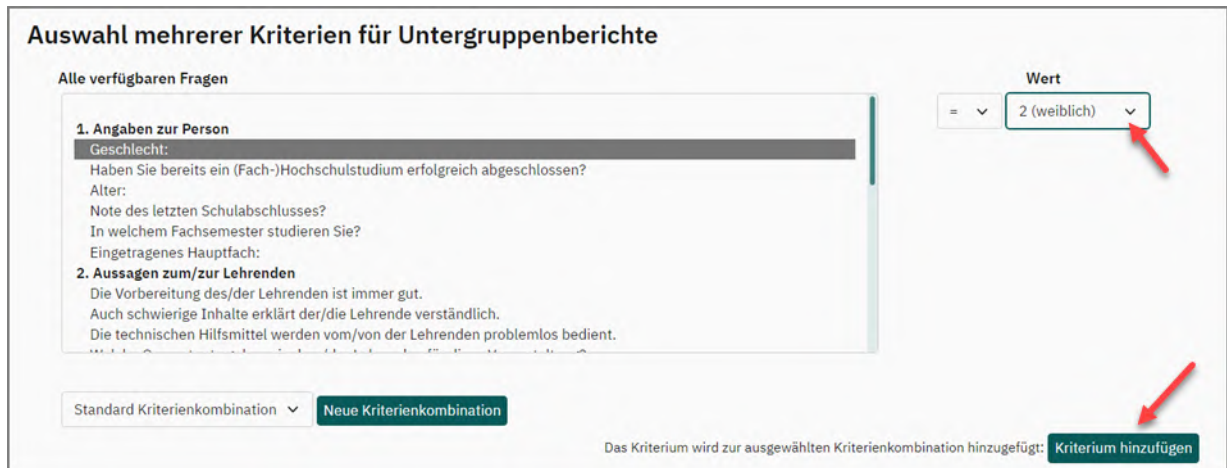 Auswahl mehrerer Kriterien für Untergruppenberichte
Alle verfügbaren Fragen
Wert
1. Angaben zur Person
= 2 (weiblich)
Geschlecht:
Haben Sie bereits ein (Fach-)Hochschulstudium erfolgreich abgeschlossen?
Alter:
Note des letzten Schulabschlusses?
In welchem Fachsemester studieren Sie?
Eingetragenes Hauptfach:
2. Aussagen zum/zur Lehrenden
Die Vorbereitung des/der Lehrenden ist immer gut.
Auch schwierige Inhalte erklärt der/die Lehrende verständlich.
Die technischen Hilfsmittel werden vom/von der Lehrenden problemlos bedient.
Standard Kriterienkombination Neue Kriterienkombination
Das Kriterium wird zur ausgewählten Kriterienkombination hinzugefügt: Kriterium hinzufügen